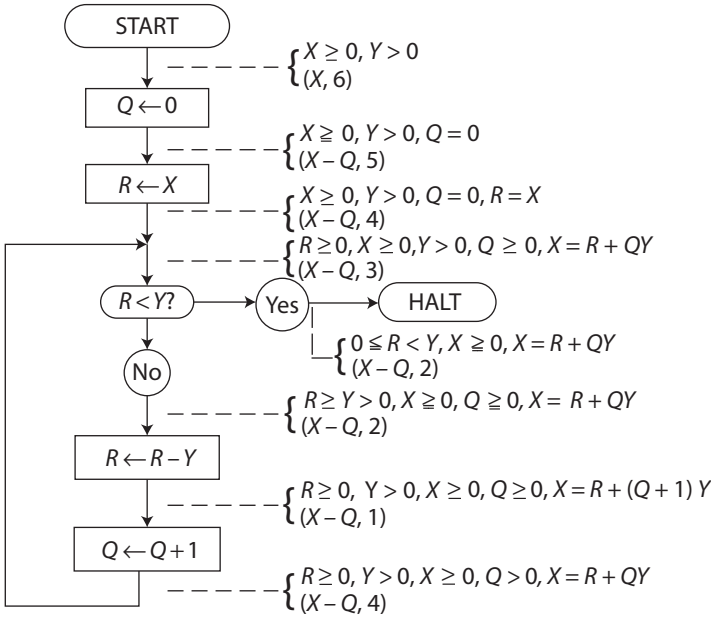 START
X ≥ 0, Y > 0
(X, 6)
Q ← 0
X ≧ 0, Y > 0, Q = 0
(X – Q, 5)
R ← X
X ≥ 0, Y > 0, Q = 0, R = X
(X – Q, 4)
R ≥ 0, X ≥ 0, Y > 0, Q ≥ 0, X = R + QY
(X – Q, 3)
R < Y?
Yes
HALT
0 ≦ R < Y, X ≧ 0, X = R + QY
(X – Q, 2)
No
R ≥ Y > 0, X ≧ 0, Q ≧ 0, X = R + QY
(X – Q, 2)
R ← R – Y
R ≥ 0, Y > 0, X ≥ 0, Q ≥ 0, X = R + (Q + 1) Y
(X – Q, 1)
Q ← Q + 1
R ≥ 0, Y > 0, X ≥ 0, Q > 0, X = R + QY
(X – Q, 4)